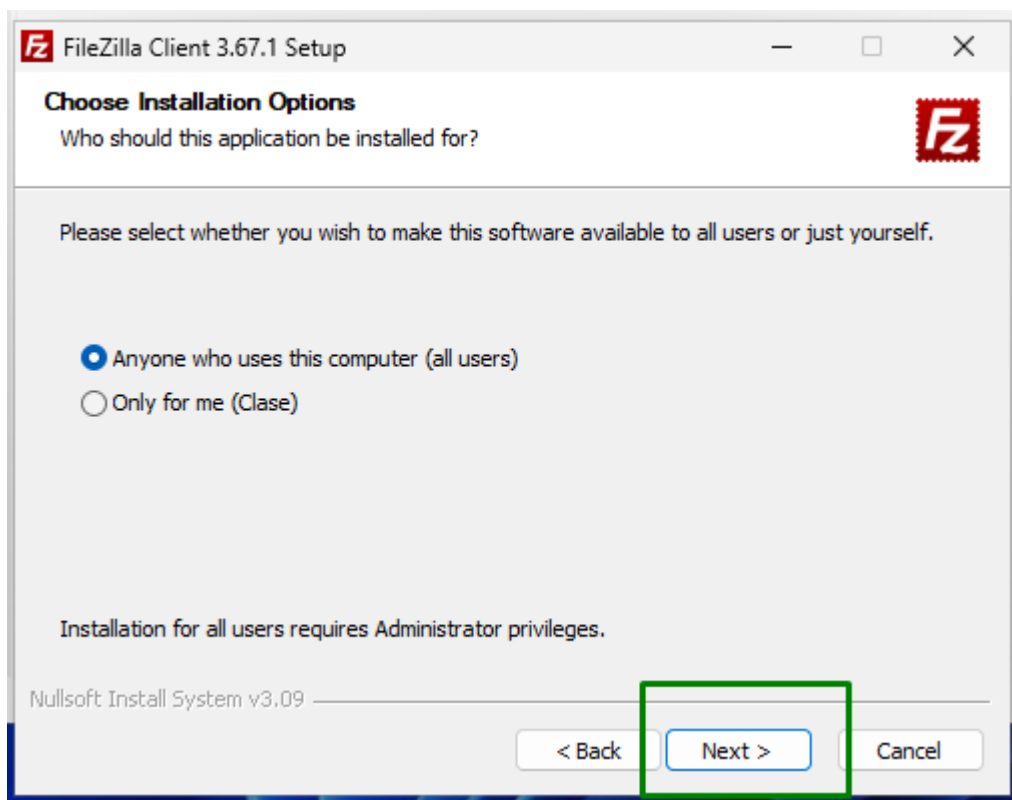 FileZilla Client 3.67.1 Setup
Choose Installation Options
Who should this application be installed for?
Please select whether you wish to make this software available to all users or just yourself.
Anyone who uses this computer (all users)
Only for me (Clase)
Installation for all users requires Administrator privileges.
Nullsoft Install System v3.09
< Back
Next >
Cancel